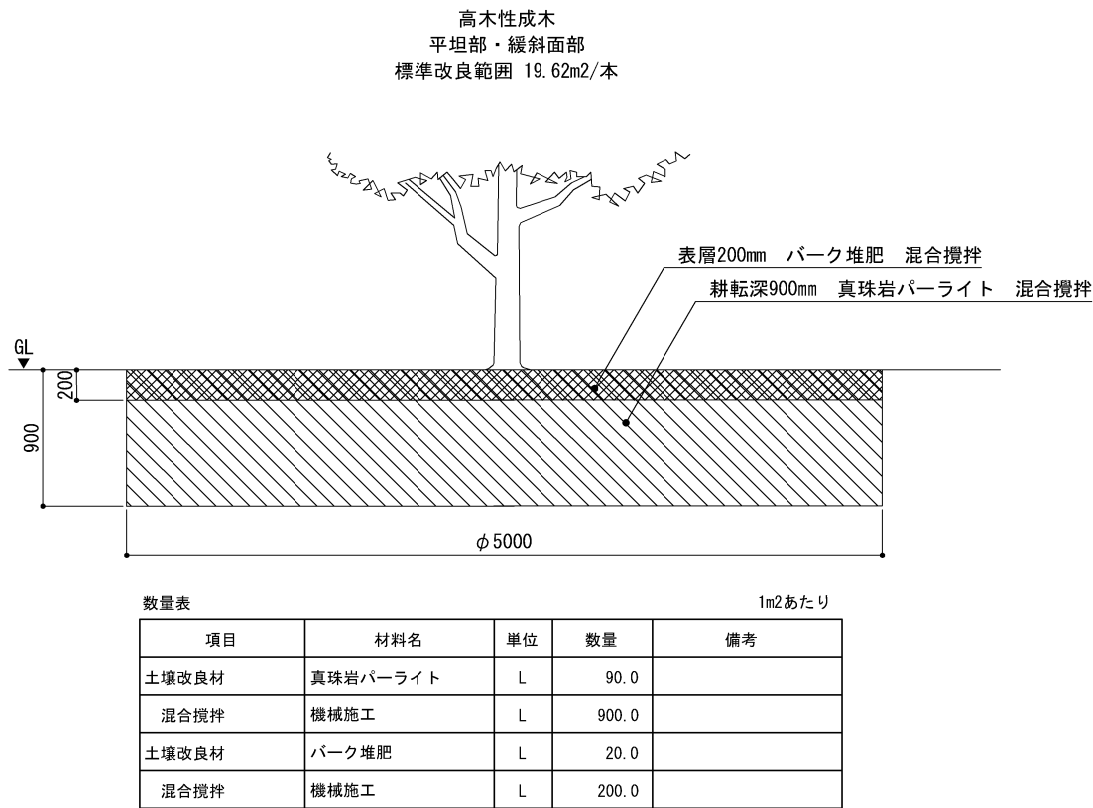 高木性成木
平坦部・緩斜面部
標準改良範囲 19.62m2/本
表層200mm バーク堆肥 混合攪拌
耕転深900mm 真珠岩パーライト 混合攪拌
GL
200
900
φ5000
数量表 1m2あたり
項目 材料名 単位 数量 備考
土壌改良材 真珠岩パーライト L 90.0
混合攪拌 機械施工 L 900.0
土壌改良材 バーク堆肥 L 20.0
混合攪拌 機械施工 L 200.0